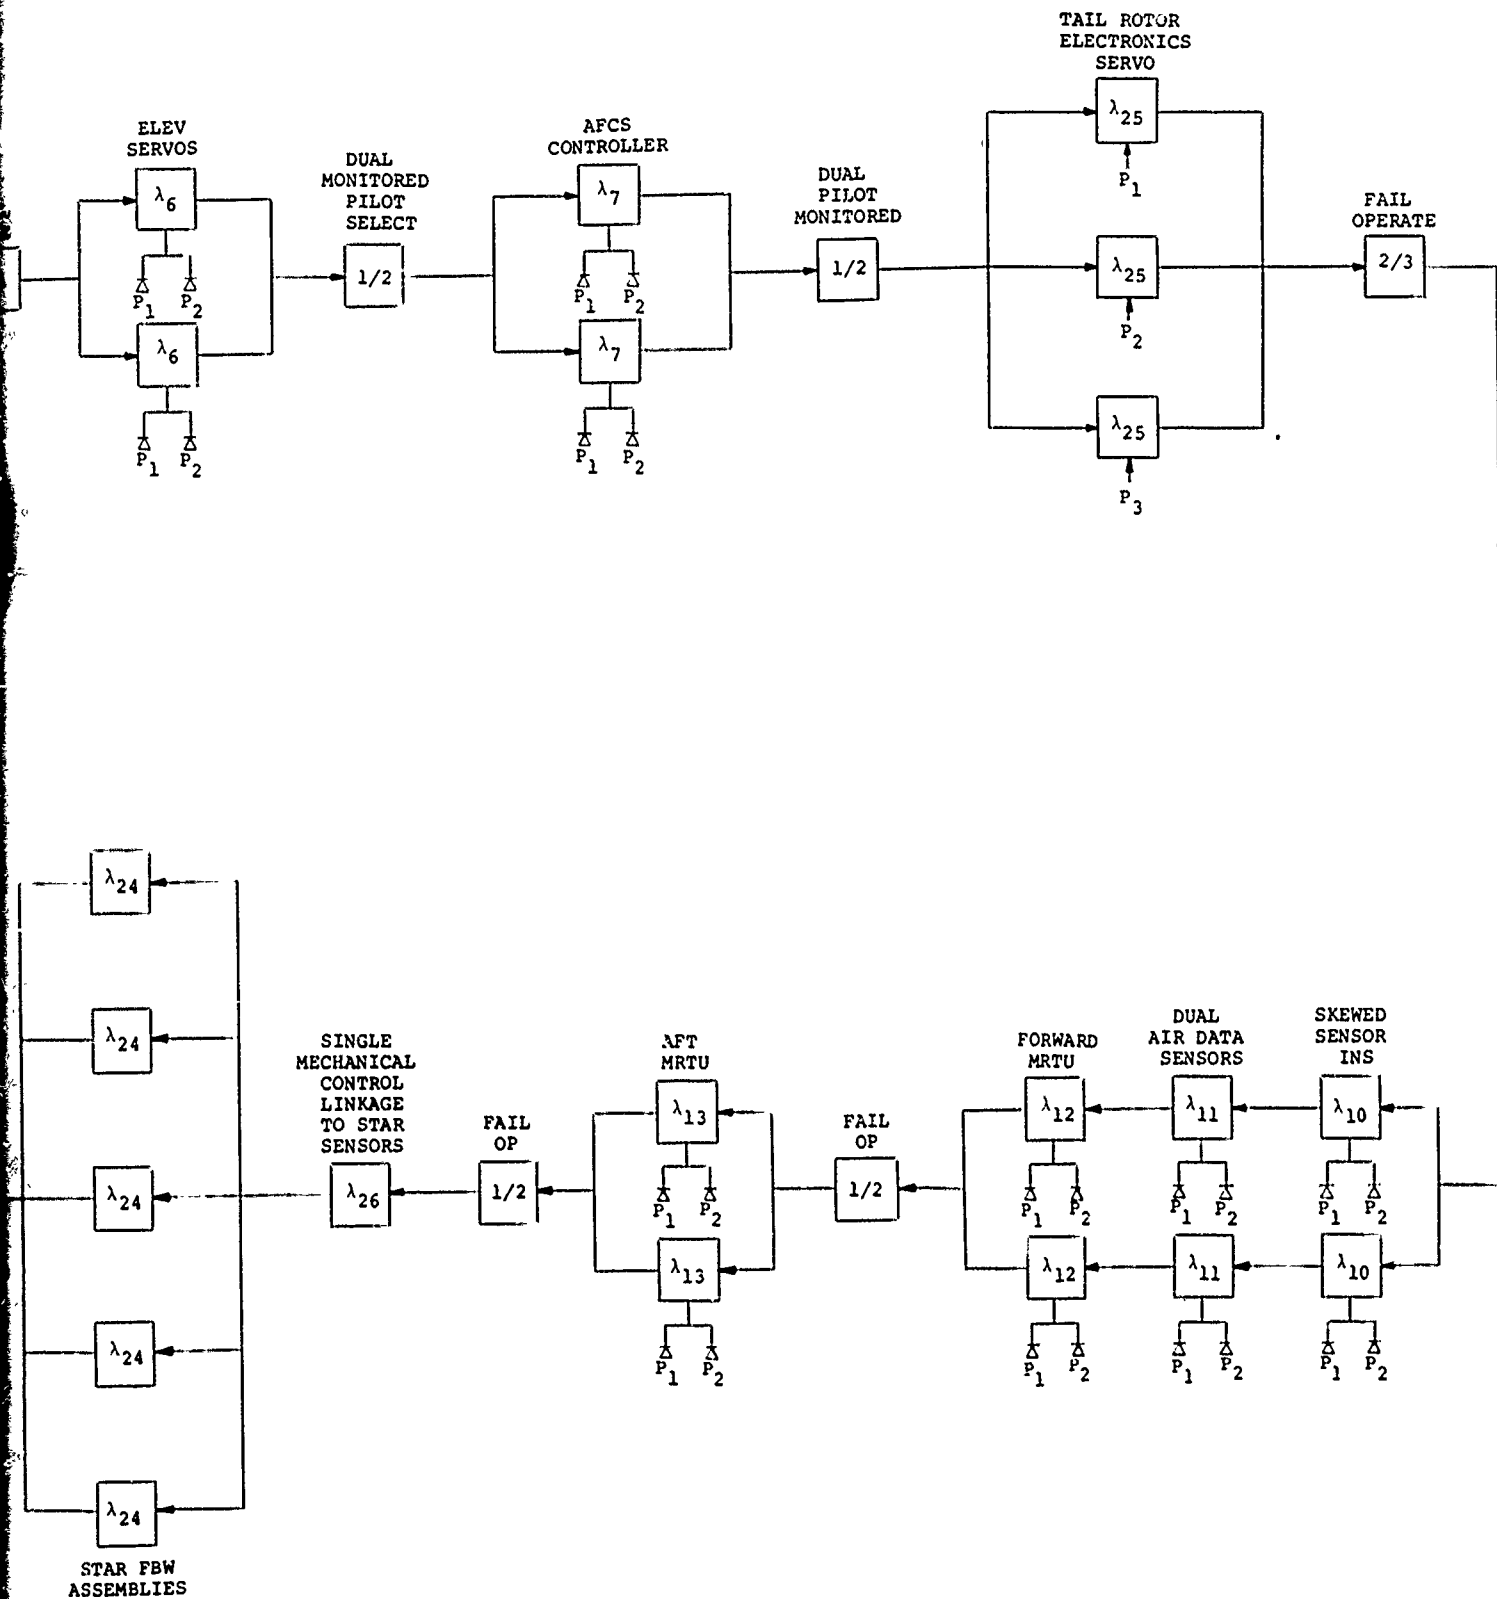 TAIL ROTOR
ELECTRONICS
SERVO
λ25
P1
λ25
P2
λ25
P3
ELEV
SERVOS
λ6
P1 P2
λ6
P1 P2
DUAL
MONITORED
PILOT
SELECT
1/2
AFCS
CONTROLLER
λ7
P1 P2
λ7
P1 P2
DUAL
PILOT
MONITORED
1/2
FAIL
OPERATE
2/3
λ24
λ24
λ24
λ24
λ24
STAR FBW
ASSEMBLIES
SINGLE
MECHANICAL
CONTROL
LINKAGE
TO STAR
SENSORS
λ26
FAIL
OP
1/2
AFT
MRTU
λ13
P1 P2
λ13
P1 P2
FAIL
OP
1/2
FORWARD
MRTU
λ12
P1 P2
λ12
P1 P2
DUAL
AIR DATA
SENSORS
λ11
P1 P2
λ11
P1 P2
SKEWED
SENSOR
INS
λ10
P1 P2
λ10
P1 P2